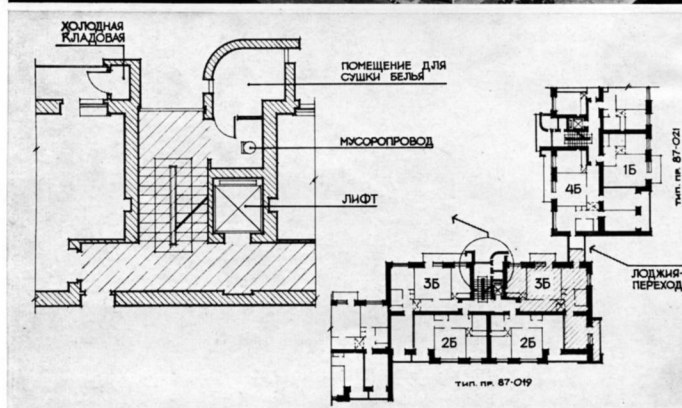 ХОЛОДНАЯ
КЛАДОВАЯ
ПОМЕЩЕНИЕ ДЛЯ
СУШКИ БЕЛЬЯ
МУСОРОПРОВОД
ЛИФТ
4Б
1Б
ТИП. ПР. 87-021
ЛОДЖИЯ-
ПЕРЕХОД
3Б
3Б
2Б
2Б
ТИП. ПР. 87-019